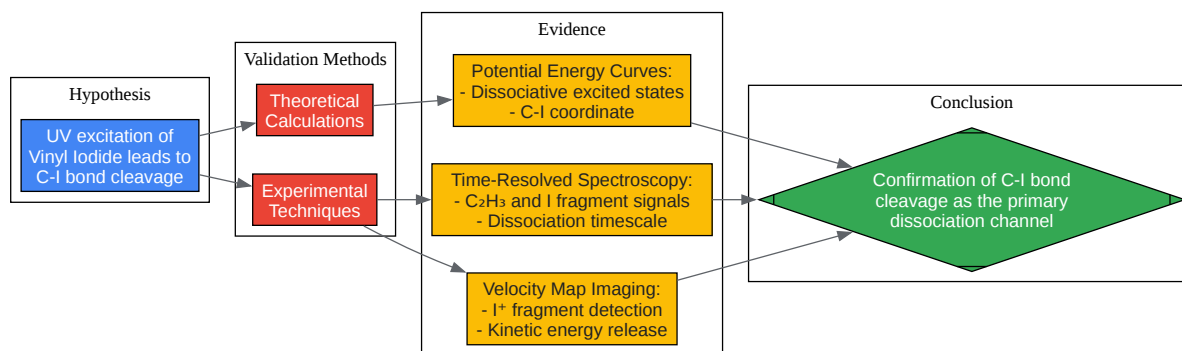 Hypothesis
UV excitation of
Vinyl Iodide leads to
C-I bond cleavage
Validation Methods
Theoretical
Calculations
Experimental
Techniques
Evidence
Potential Energy Curves:
- Dissociative excited states
- C-I coordinate
Time-Resolved Spectroscopy:
- C₂H₃ and I fragment signals
- Dissociation timescale
Velocity Map Imaging:
- I⁺ fragment detection
- Kinetic energy release
Conclusion
Confirmation of C-I bond
cleavage as the primary
dissociation channel